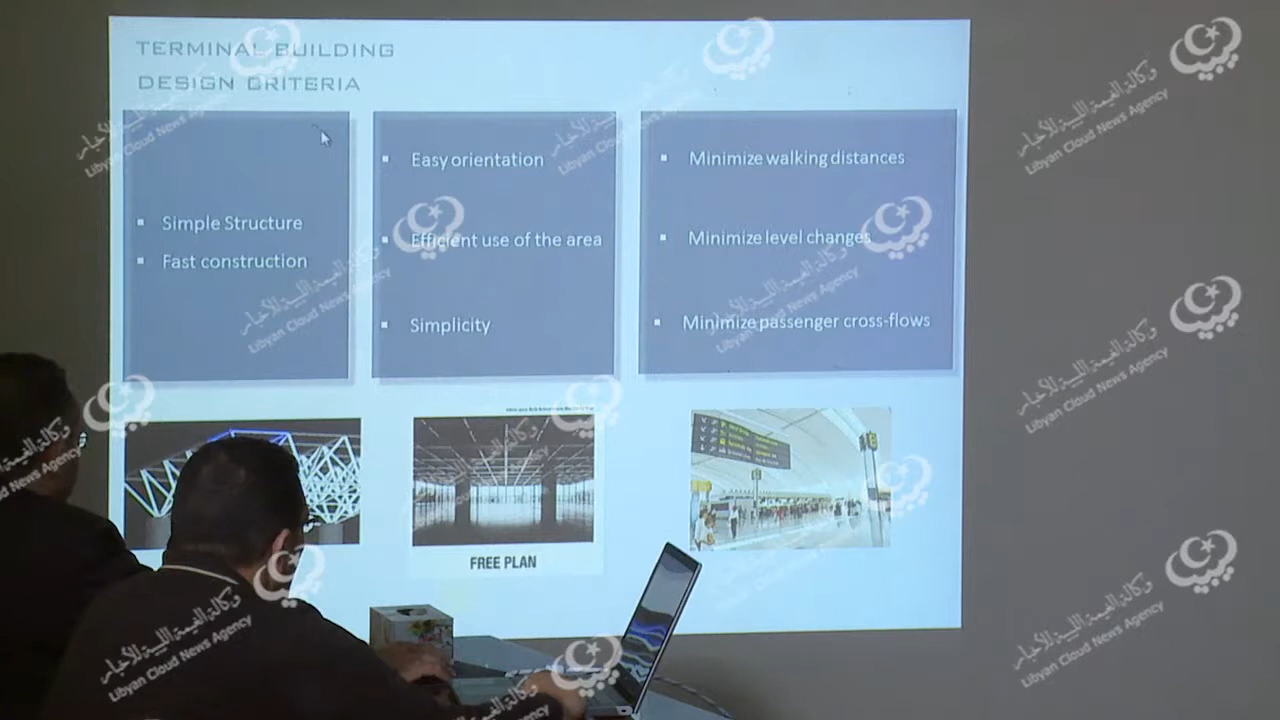 TERMINAL BUILDING
DESIGN CRITERIA
Simple Structure
Fast construction
Easy orientation
Efficient use of the area
Simplicity
Minimize walking distances
Minimize level changes
Minimize passenger cross-flows
FREE PLAN
وكالة الغيمة الليبية للأخبار
Libyan Cloud News Agency